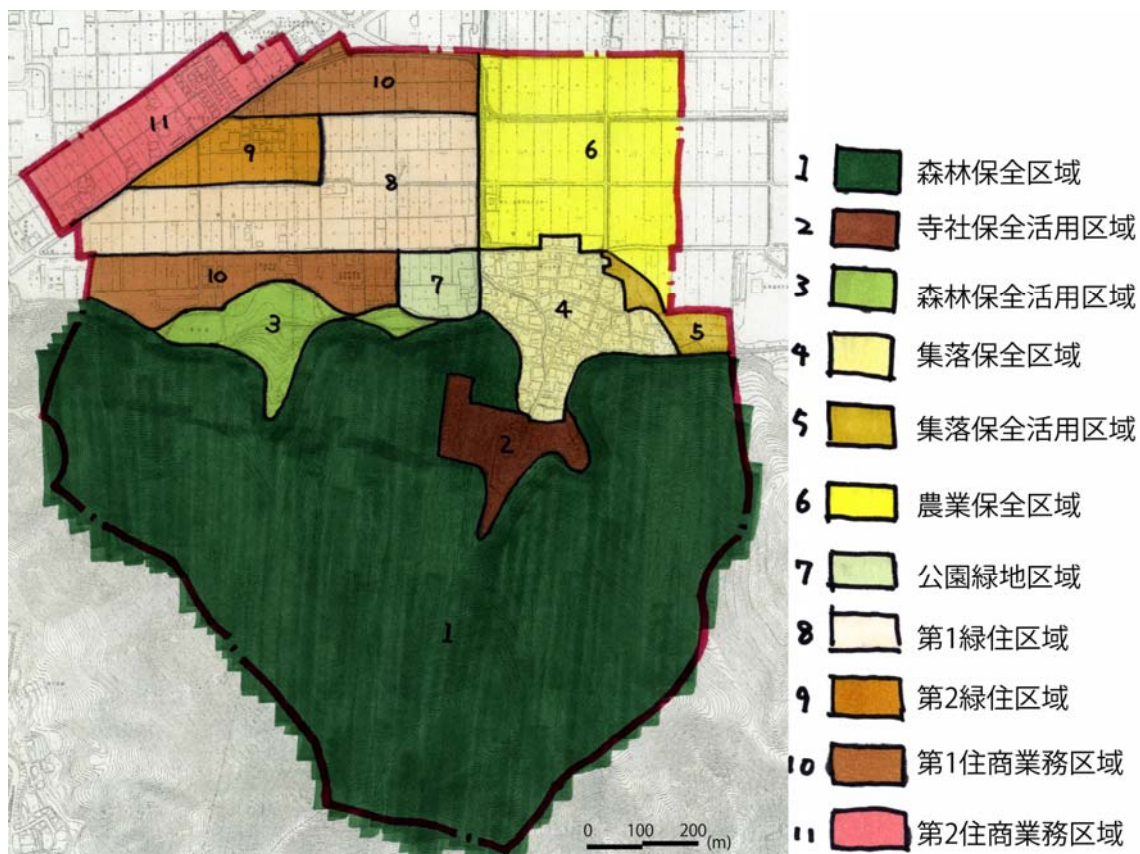 11
10
9
8
6
10
7
4
3
5
2
1
0 100 200 (m)
1 森林保全区域
2 寺社保全活用区域
3 森林保全活用区域
4 集落保全区域
5 集落保全活用区域
6 農業保全区域
7 公園緑地区域
8 第1緑住区域
9 第2緑住区域
10 第1住商業務区域
11 第2住商業務区域